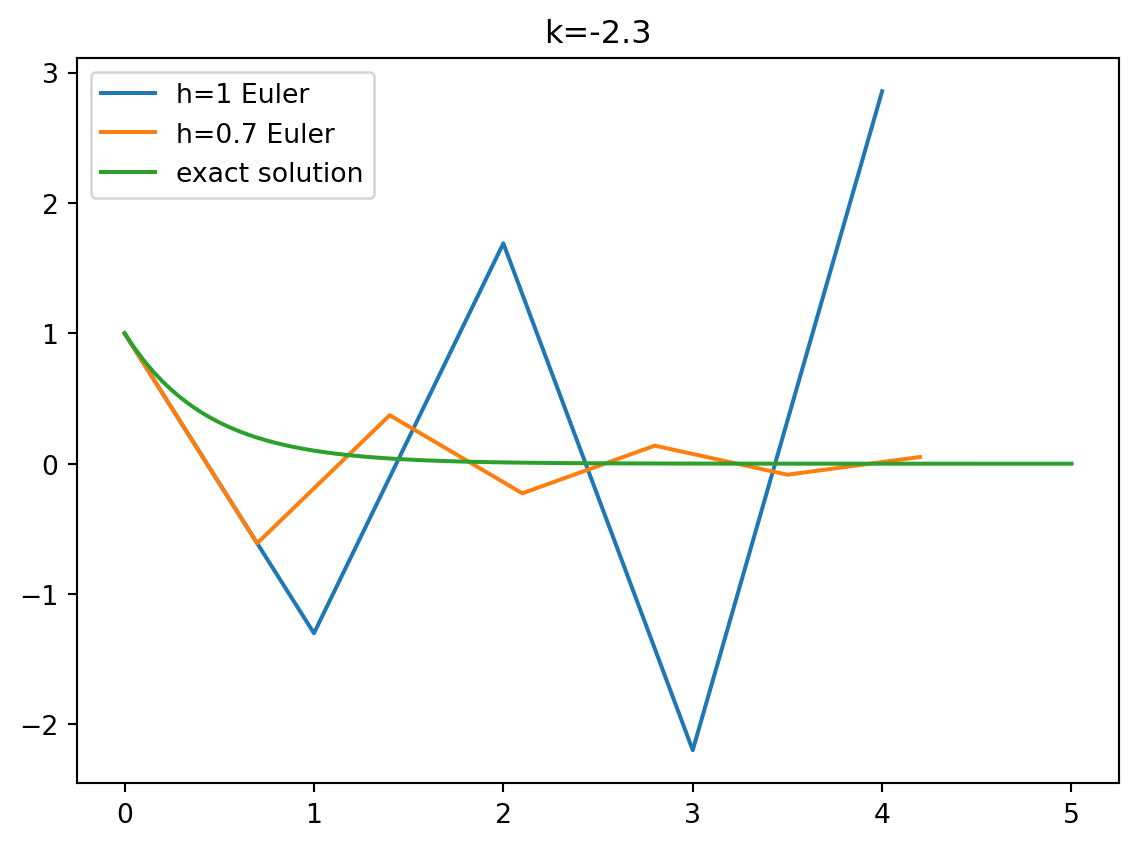 k=-2.3
h=1 Euler
h=0.7 Euler
exact solution
3
2
1
0
−1
−2
0 1 2 3 4 5